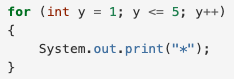 for (int y = 1; y <= 5; y++)
{
    System.out.print("*");
}